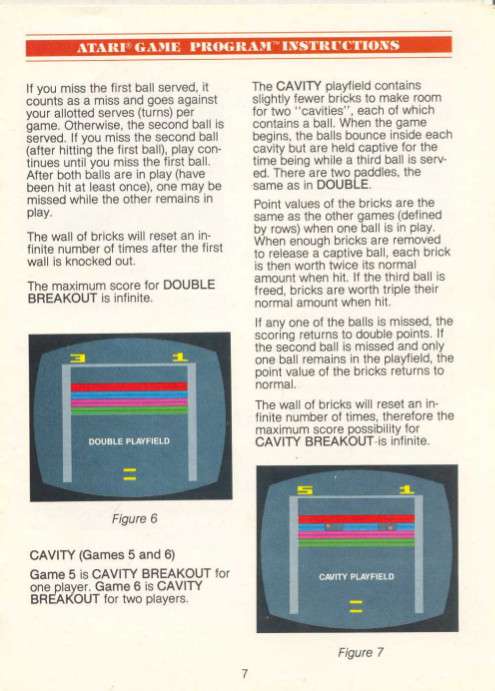 ATARI® GAME PROGRAM™ INSTRUCTIONS
If you miss the first ball served, it
counts as a miss and goes against
your allotted serves (turns) per
game. Otherwise, the second ball is
served. If you miss the second ball
(after hitting the first ball), play con-
tinues until you miss the first ball.
After both balls are in play (have
been hit at least once), one may be
missed while the other remains in
play.
The wall of bricks will reset an in-
finite number of times after the first
wall is knocked out.
The maximum score for DOUBLE
BREAKOUT is infinite.
3 1
DOUBLE PLAYFIELD
Figure 6
CAVITY (Games 5 and 6)
Game 5 is CAVITY BREAKOUT for
one player. Game 6 is CAVITY
BREAKOUT for two players.
The CAVITY playfield contains
slightly fewer bricks to make room
for two "cavities", each of which
contains a ball. When the game
begins, the balls bounce inside each
cavity but are held captive for the
time being while a third ball is serv-
ed. There are two paddles, the
same as in DOUBLE.
Point values of the bricks are the
same as the other games (defined
by rows) when one ball is in play.
When enough bricks are removed
to release a captive ball, each brick
is then worth twice its normal
amount when hit. If the third ball is
freed, bricks are worth triple their
normal amount when hit.
If any one of the balls is missed, the
scoring returns to double points. If
the second ball is missed and only
one ball remains in the playfield, the
point value of the bricks returns to
normal.
The wall of bricks will reset an in-
finite number of times, therefore the
maximum score possibility for
CAVITY BREAKOUT is infinite.
5 1
CAVITY PLAYFIELD
Figure 7
7